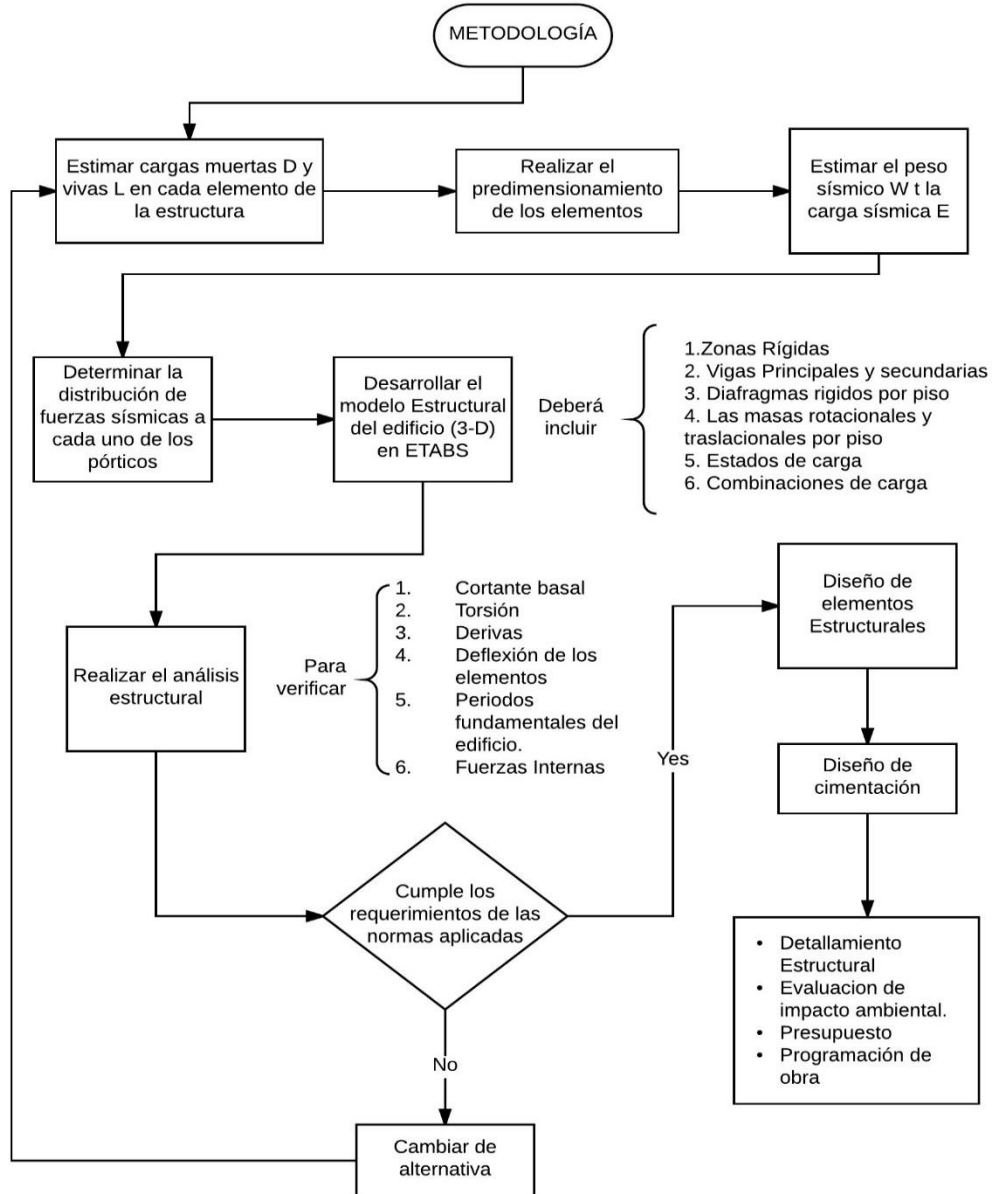 METODOLOGÍA
Estimar cargas muertas D y
vivas L en cada elemento de
la estructura
Realizar el
predimensionamiento
de los elementos
Estimar el peso
sísmico W t la
carga sísmica E
Determinar la
distribución de
fuerzas sísmicas a
cada uno de los
pórticos
Desarrollar el
modelo Estructural
del edificio (3-D)
en ETABS
Deberá
incluir
1.Zonas Rígidas
2. Vigas Principales y secundarias
3. Diafragmas rigidos por piso
4. Las masas rotacionales y
traslacionales por piso
5. Estados de carga
6. Combinaciones de carga
Realizar el análisis
estructural
Para
verificar
1. Cortante basal
2. Torsión
3. Derivas
4. Deflexión de los
elementos
5. Periodos
fundamentales del
edificio.
6. Fuerzas Internas
Cumple los
requerimientos de las
normas aplicadas
Yes
Diseño de
elementos
Estructurales
Diseño de
cimentación
• Detallamiento
Estructural
• Evaluacion de
impacto ambiental.
• Presupuesto
• Programación de
obra
No
Cambiar de
alternativa